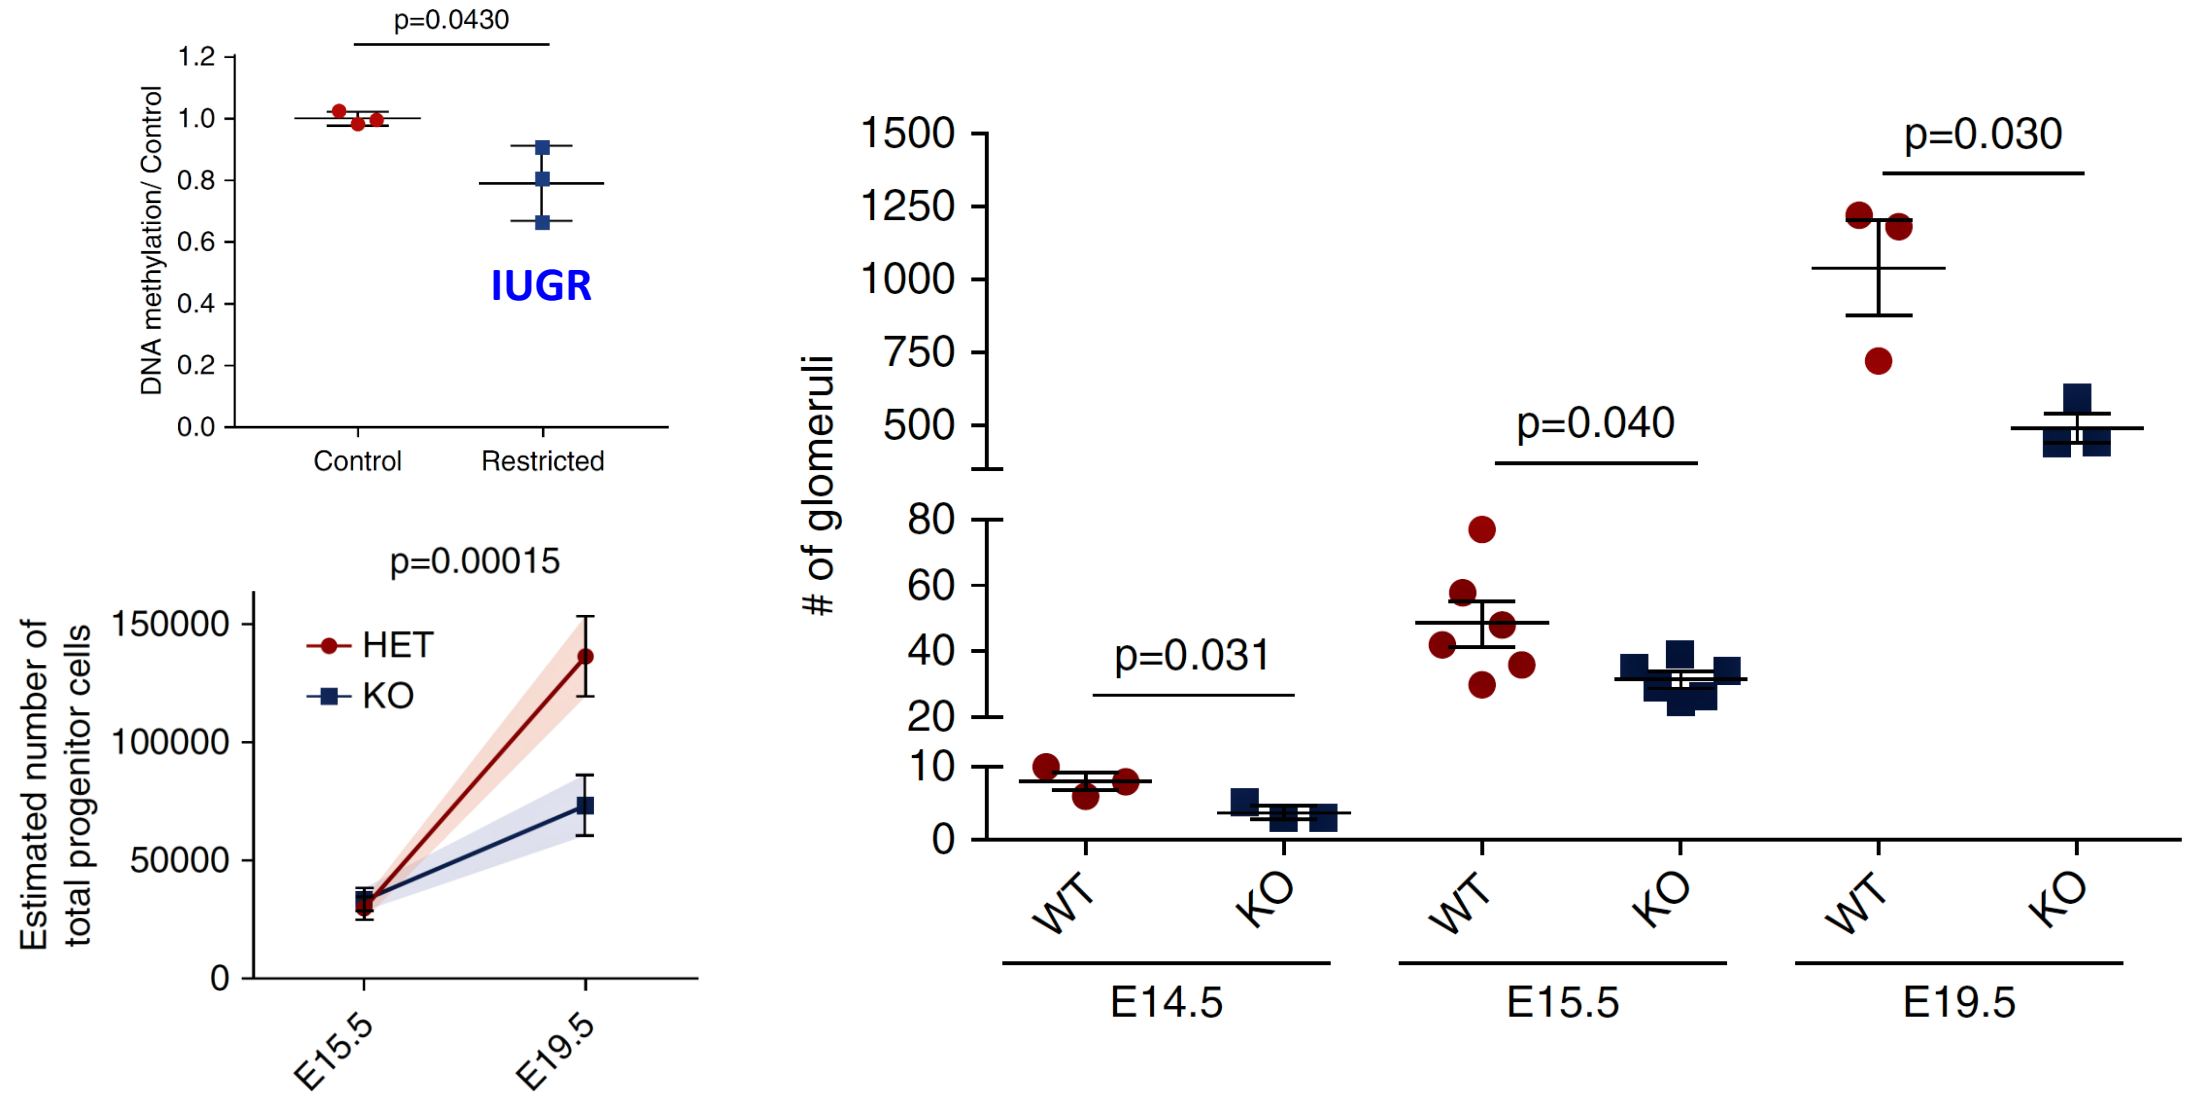 p=0.0430
DNA methylation/ Control
1.2
1.0
0.8
0.6
0.4
0.2
0.0
IUGR
Control Restricted
p=0.00015
Estimated number of
total progenitor cells
150000
100000
50000
0
HET
KO
E15.5 E19.5
# of glomeruli
1500
1250
1000
750
500
80
60
40
20
10
0
p=0.031
p=0.040
p=0.030
WT KO WT KO WT KO
E14.5 E15.5 E19.5